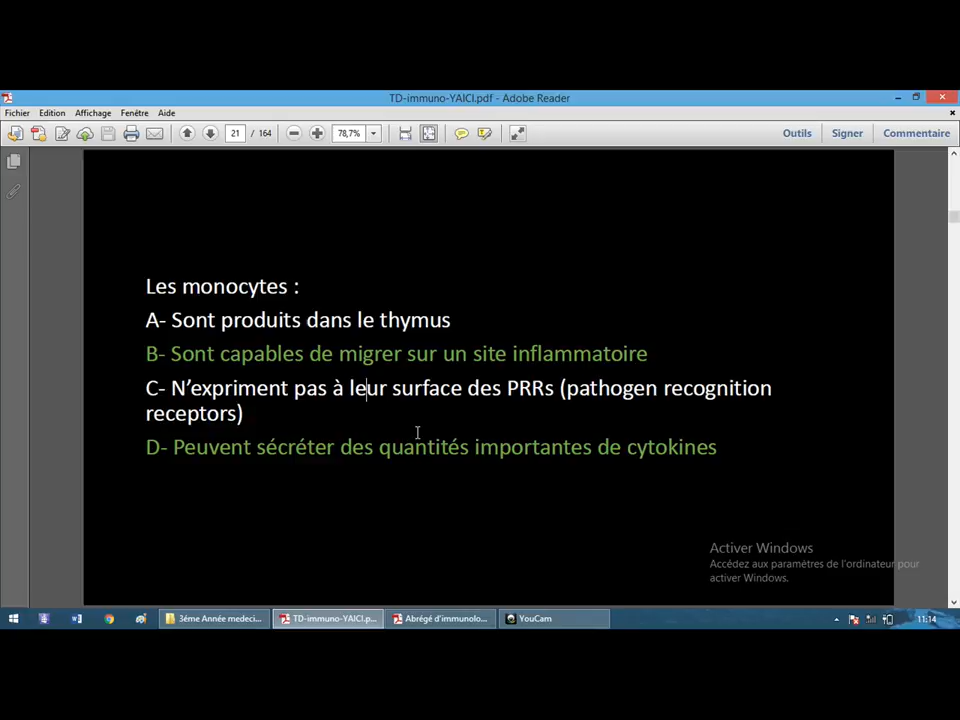 TD-immuno-YAICI.pdf - Adobe Reader
Fichier Edition Affichage Fenêtre Aide
21 / 164 78,7% Outils Signer Commentaire
Les monocytes :
A- Sont produits dans le thymus
B- Sont capables de migrer sur un site inflammatoire
C- N’expriment pas à leur surface des PRRs (pathogen recognition
receptors)
D- Peuvent sécréter des quantités importantes de cytokines
Activer Windows
Accédez aux paramètres de l'ordinateur pour
activer Windows.
3éme Année medeci... TD-immuno-YAICI.p... Abrégé d'immunolo... YouCam 11:14